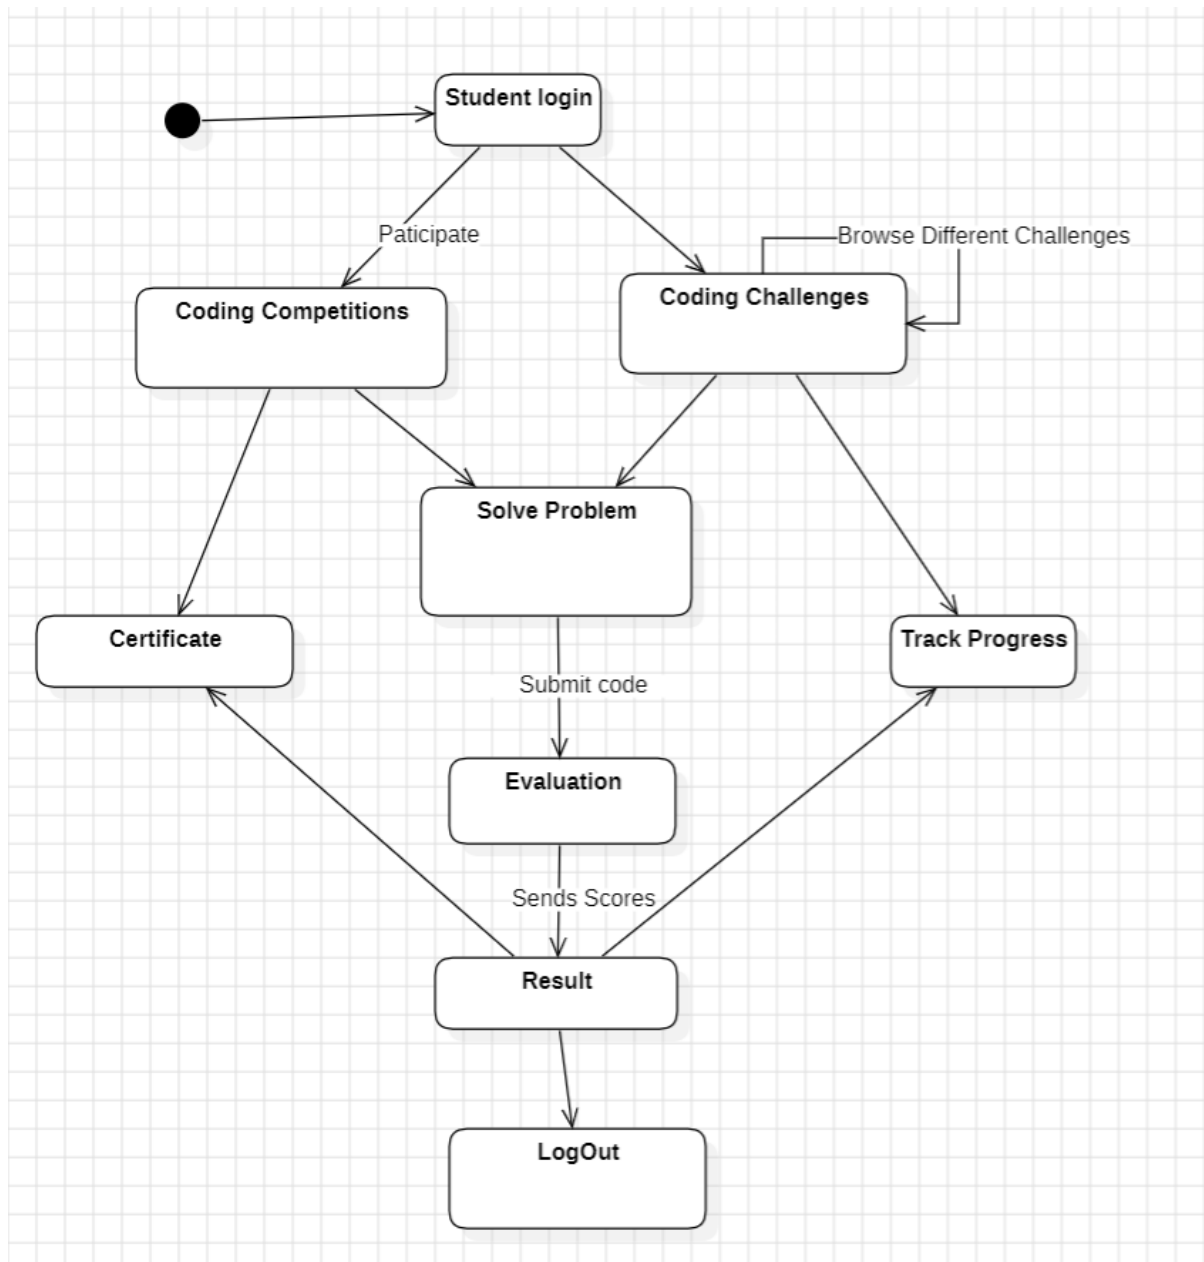 Student login
Paticipate
Browse Different Challenges
Coding Competitions
Coding Challenges
Solve Problem
Certificate
Track Progress
Submit code
Evaluation
Sends Scores
Result
LogOut